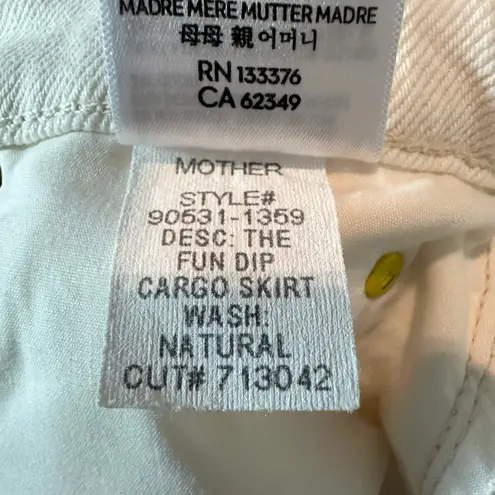 MADRE MERE MUTTER MADRE
母母 親 어머니
RN 133376
CA 62349
MOTHER
STYLE#
90531-1359
DESC: THE
FUN DIP
CARGO SKIRT
WASH:
NATURAL
CUT# 713042